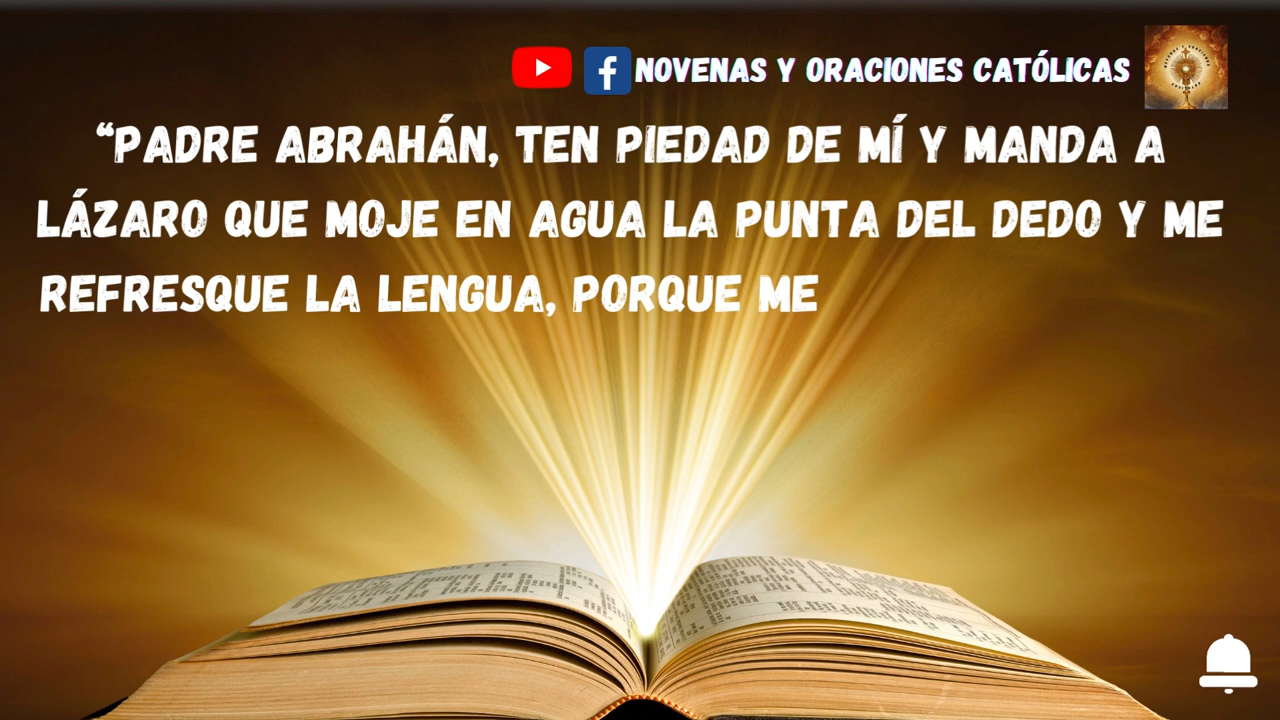 NOVENAS Y ORACIONES CATÓLICAS
“PADRE ABRAHÁN, TEN PIEDAD DE MÍ Y MANDA A
LÁZARO QUE MOJE EN AGUA LA PUNTA DEL DEDO Y ME
REFRESQUE LA LENGUA, PORQUE ME